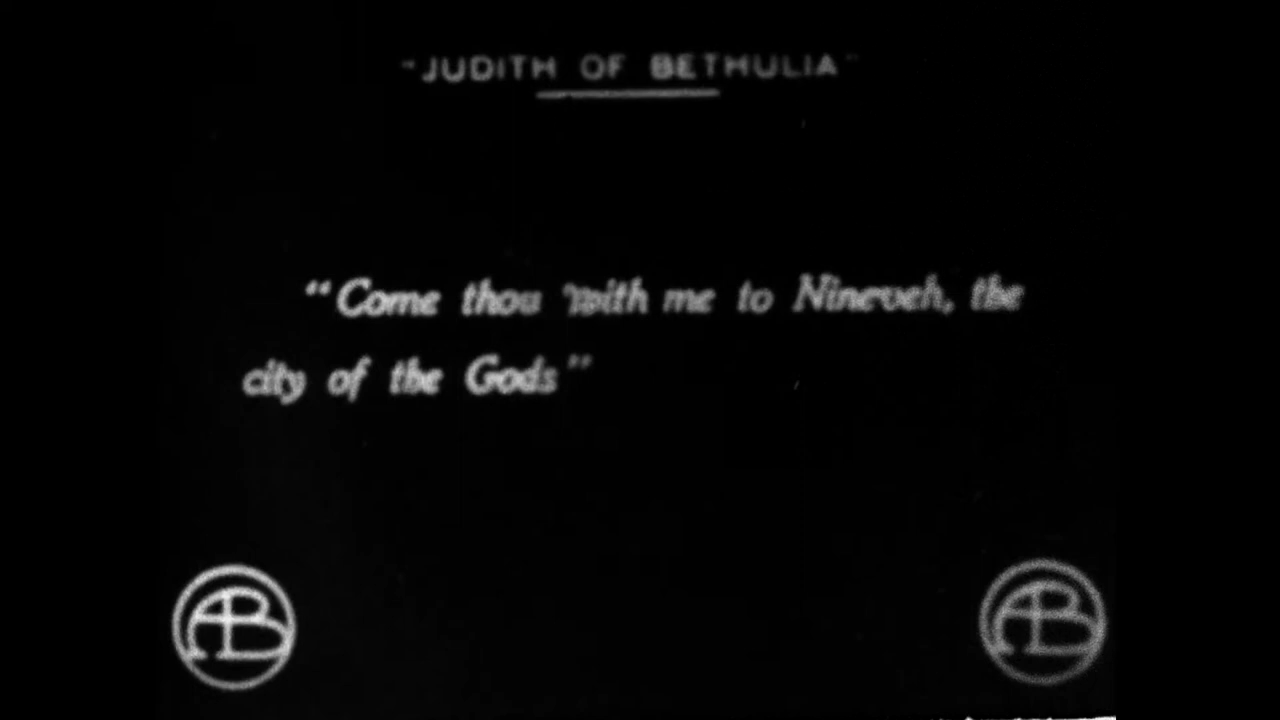 "JUDITH OF BETHULIA"
"Come thou with me to Nineveh, the
city of the Gods"
AB
AB